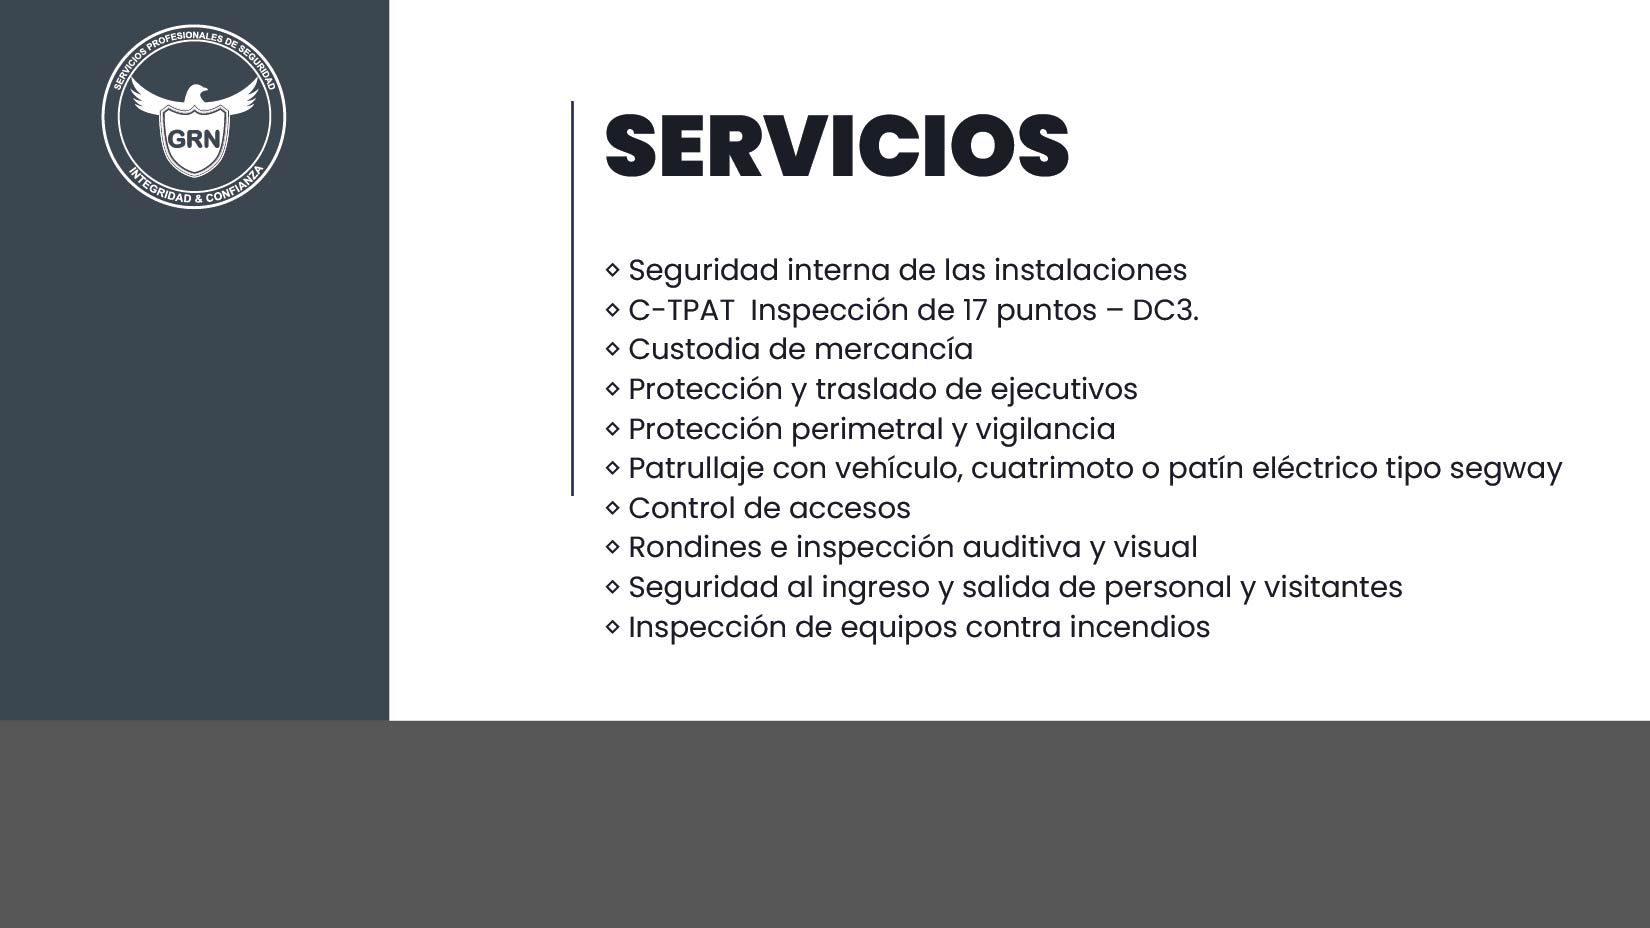 SERVICIOS PROFESIONALES DE SEGURIDAD
GRN
INTEGRIDAD & CONFIANZA
SERVICIOS
⋄ Seguridad interna de las instalaciones
⋄ C-TPAT  Inspección de 17 puntos – DC3.
⋄ Custodia de mercancía
⋄ Protección y traslado de ejecutivos
⋄ Protección perimetral y vigilancia
⋄ Patrullaje con vehículo, cuatrimoto o patín eléctrico tipo segway
⋄ Control de accesos
⋄ Rondines e inspección auditiva y visual
⋄ Seguridad al ingreso y salida de personal y visitantes
⋄ Inspección de equipos contra incendios